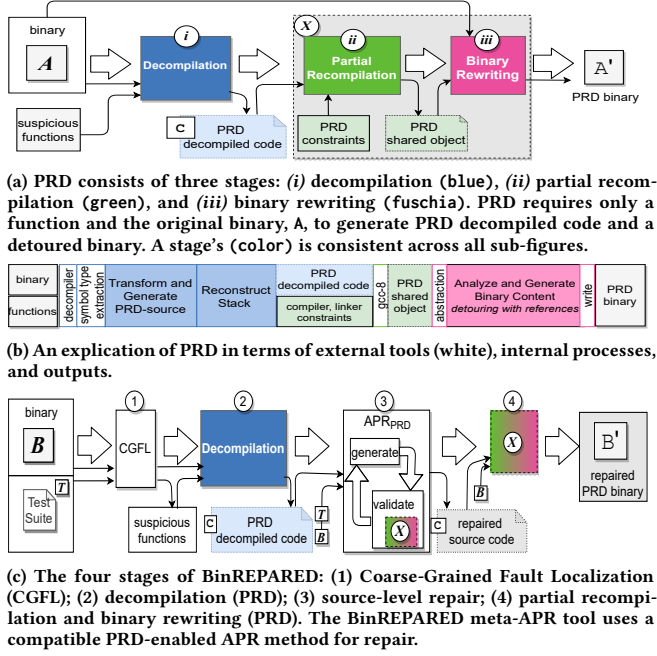 binary
A
suspicious
functions
i
Decompilation
C
PRD
decompiled code
X
ii
Partial
Recompilation
PRD
constraints
PRD
shared object
iii
Binary
Rewriting
A'
PRD binary
(a) PRD consists of three stages: (i) decompilation (blue), (ii) partial recom-
pilation (green), and (iii) binary rewriting (fuschia). PRD requires only a
function and the original binary, A, to generate PRD decompiled code and a
detoured binary. A stage's (color) is consistent across all sub-figures.
binary
functions
decompiler
symbol type
extraction
Transform and
Generate
PRD-source
Reconstruct
Stack
PRD
decompiled code
compiler, linker
constraints
gcc-8
PRD
shared
object
abstraction
Analyze and Generate
Binary Content
detouring with references
write
PRD
binary
(b) An explication of PRD in terms of external tools (white), internal processes,
and outputs.
binary
B
T
Test
Suite
1
CGFL
suspicious
functions
2
Decompilation
C
PRD
decompiled code
T
B
3
APRPRD
generate
validate
X
C
repaired
source code
B
4
X
B'
repaired
PRD binary
(c) The four stages of BinREPARED: (1) Coarse-Grained Fault Localization
(CGFL); (2) decompilation (PRD); (3) source-level repair; (4) partial recompi-
lation and binary rewriting (PRD). The BinREPARED meta-APR tool uses a
compatible PRD-enabled APR method for repair.